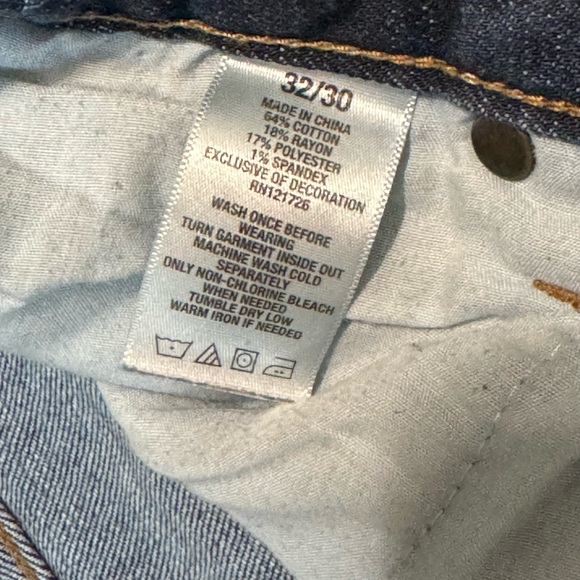 32/30
MADE IN CHINA
64% COTTON
18% RAYON
17% POLYESTER
1% SPANDEX
EXCLUSIVE OF DECORATION
RN121726
WASH ONCE BEFORE
WEARING
TURN GARMENT INSIDE OUT
MACHINE WASH COLD
SEPARATELY
ONLY NON-CHLORINE BLEACH
WHEN NEEDED
TUMBLE DRY LOW
WARM IRON IF NEEDED